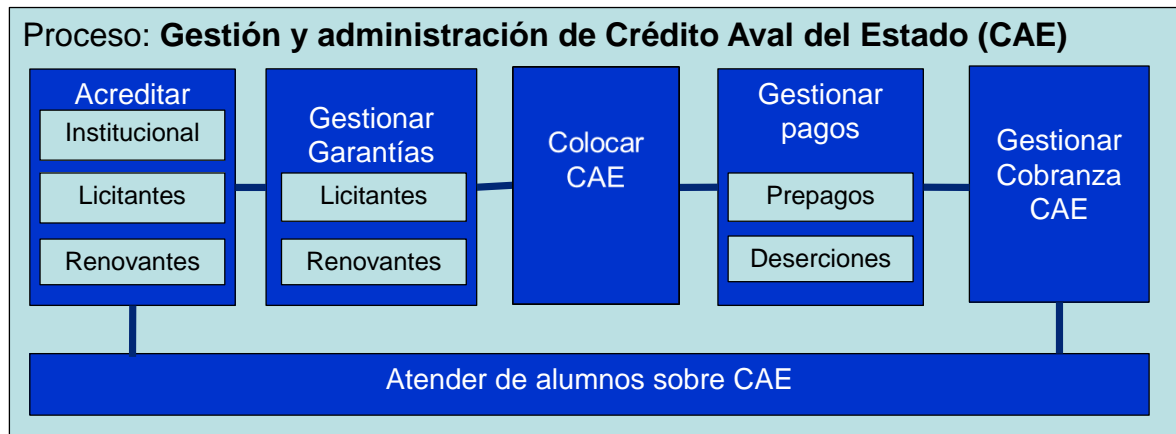 Proceso: Gestión y administración de Crédito Aval del Estado (CAE)
Acreditar
Institucional
Licitantes
Renovantes
Gestionar
Garantías
Licitantes
Renovantes
Colocar
CAE
Gestionar
pagos
Prepagos
Deserciones
Gestionar
Cobranza
CAE
Atender de alumnos sobre CAE